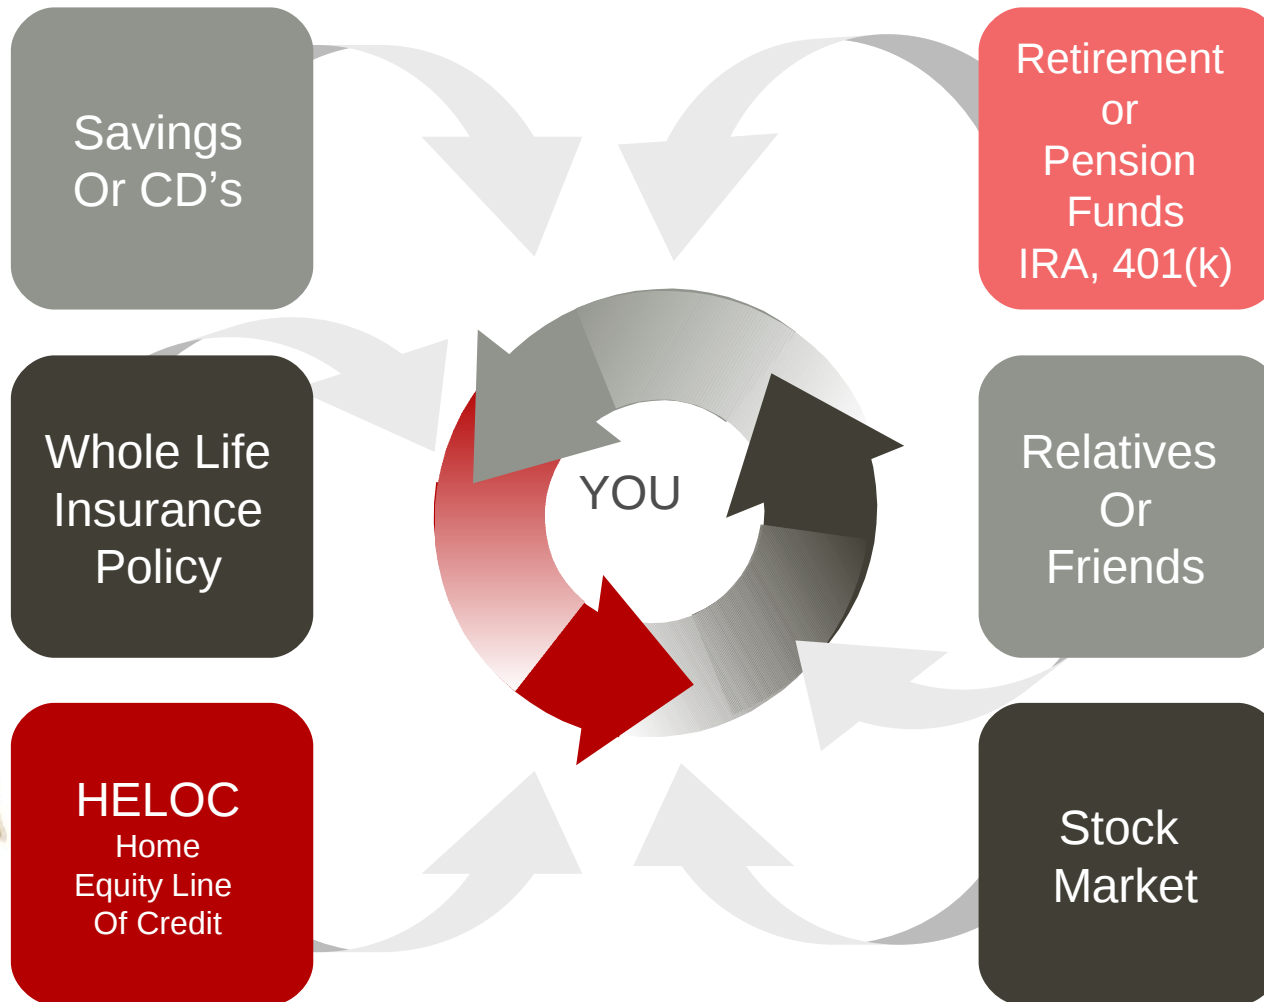 Savings
Or CD’s
Retirement
or
Pension
Funds
IRA, 401(k)
Whole Life
Insurance
Policy
YOU
Relatives
Or
Friends
HELOC
Home
Equity Line
Of Credit
Stock
Market